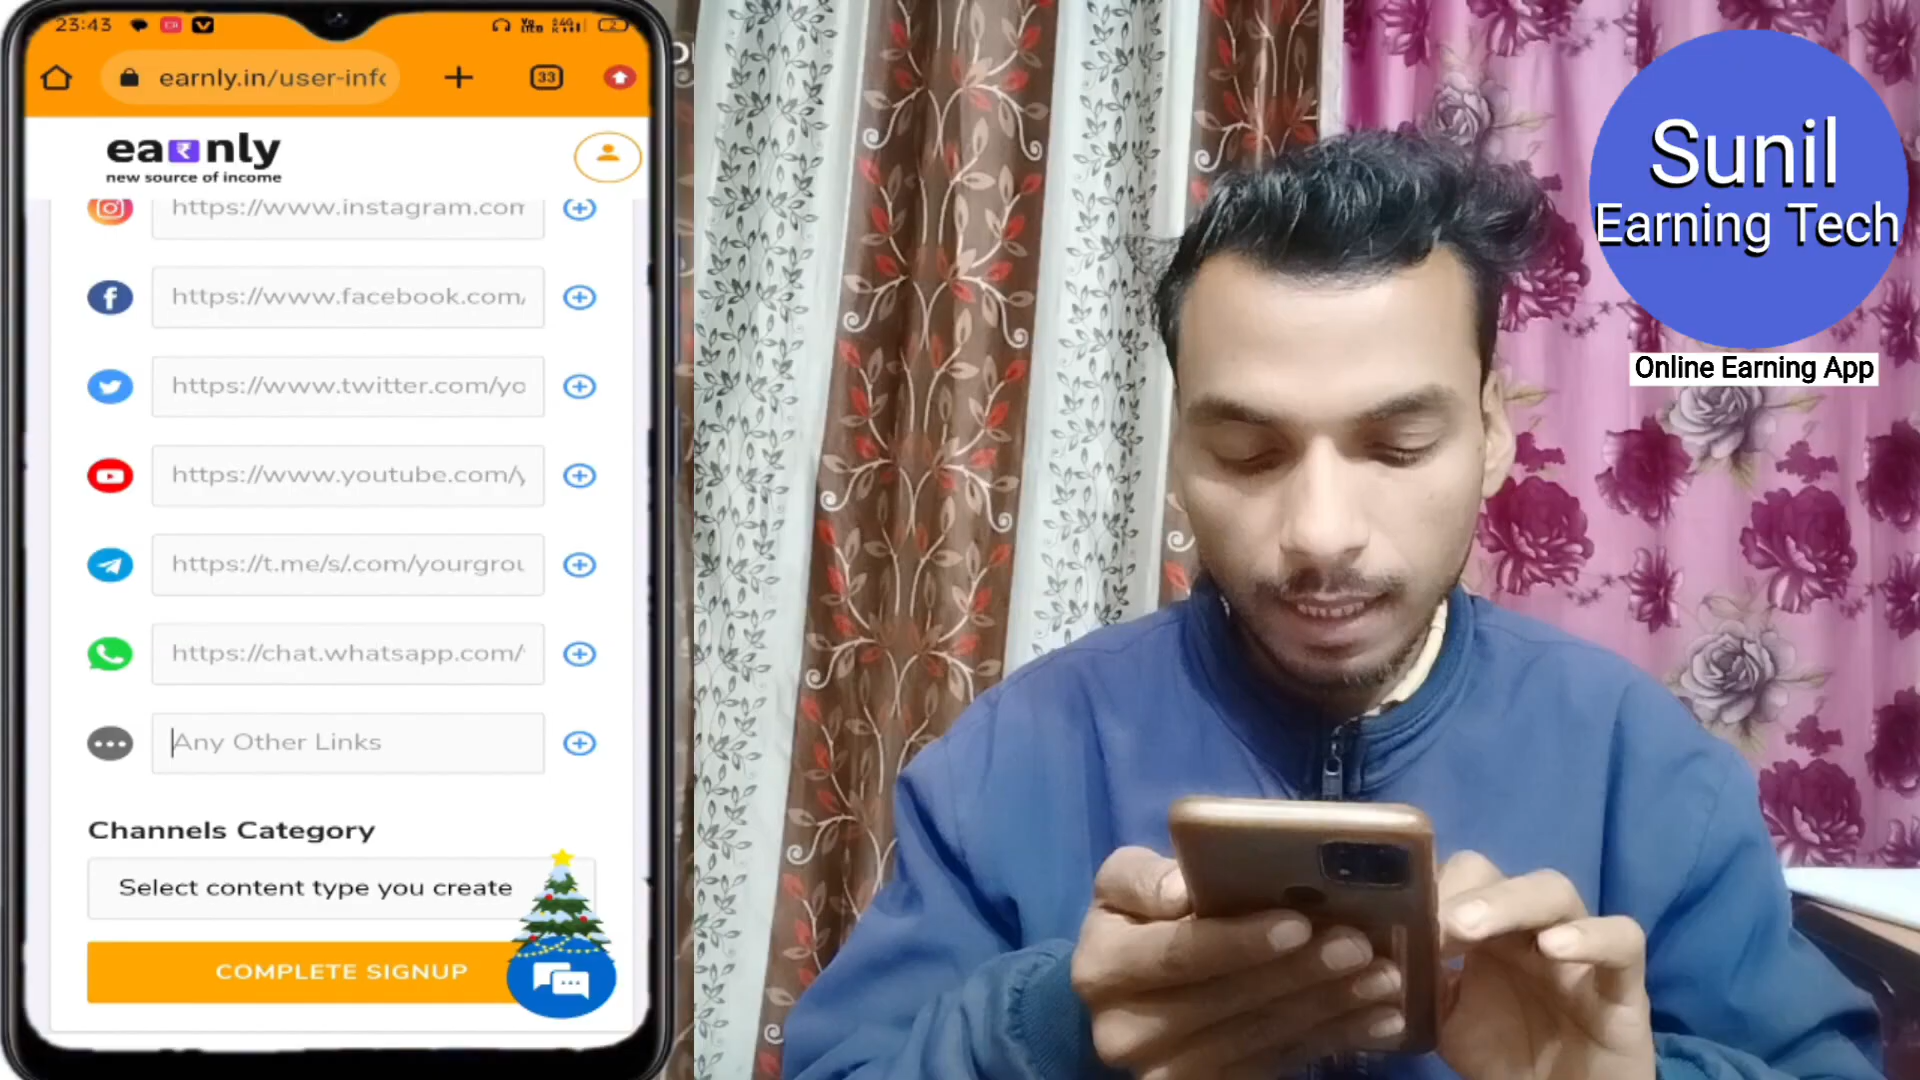 23:43
earnly.in/user-info
33
ea₹nly
new source of income
https://www.instagram.com
https://www.facebook.com/
https://www.twitter.com/yo
https://www.youtube.com/y
https://t.me/s/.com/yourgrou
https://chat.whatsapp.com/
Any Other Links
Channels Category
Select content type you create
COMPLETE SIGNUP
Sunil
Earning Tech
Online Earning App